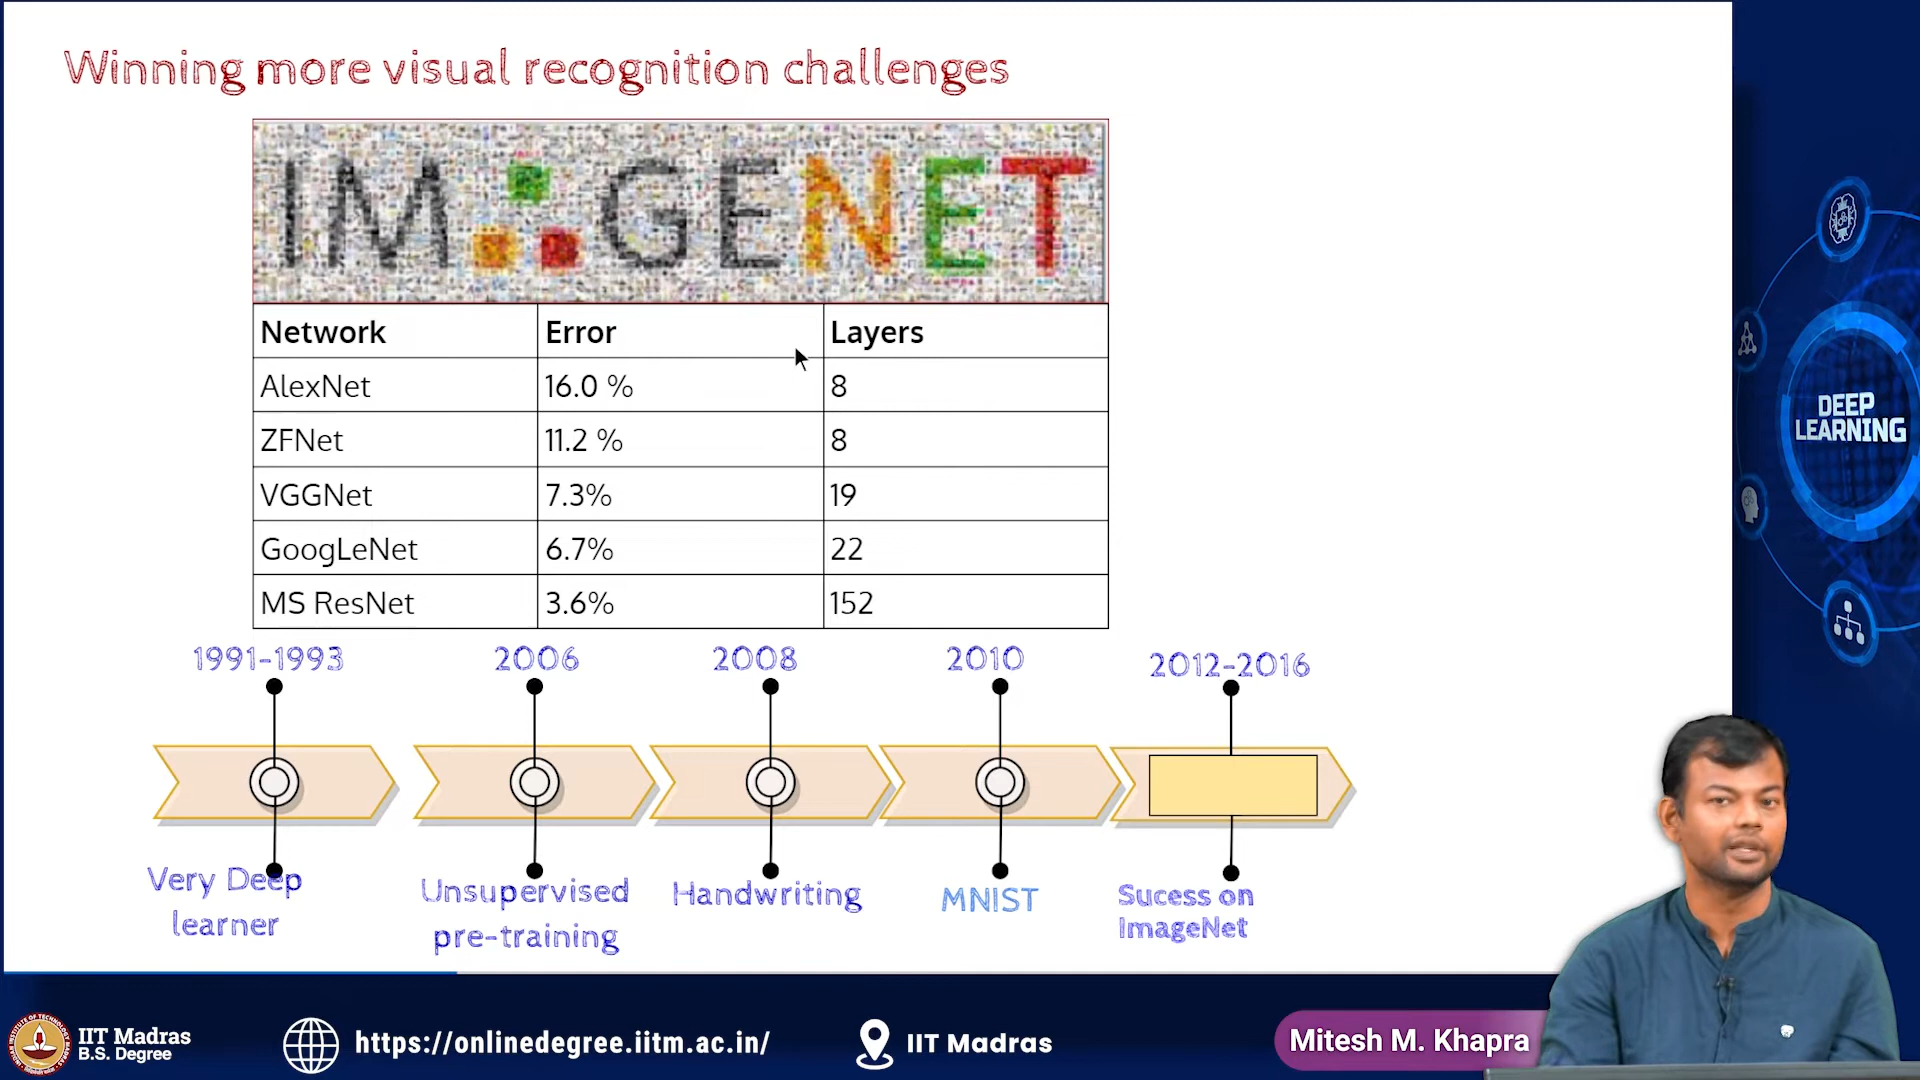 Winning more visual recognition challenges
IM GENET
Network Error Layers
AlexNet 16.0 % 8
ZFNet 11.2 % 8
VGGNet 7.3% 19
GoogLeNet 6.7% 22
MS ResNet 3.6% 152
1991-1993 2006 2008 2010 2012-2016
Very Deep
learner
Unsupervised
pre-training
Handwriting
MNIST
Sucess on
ImageNet
DEEP
LEARNING
IIT Madras
B.S. Degree
https://onlinedegree.iitm.ac.in/
IIT Madras
Mitesh M. Khapra